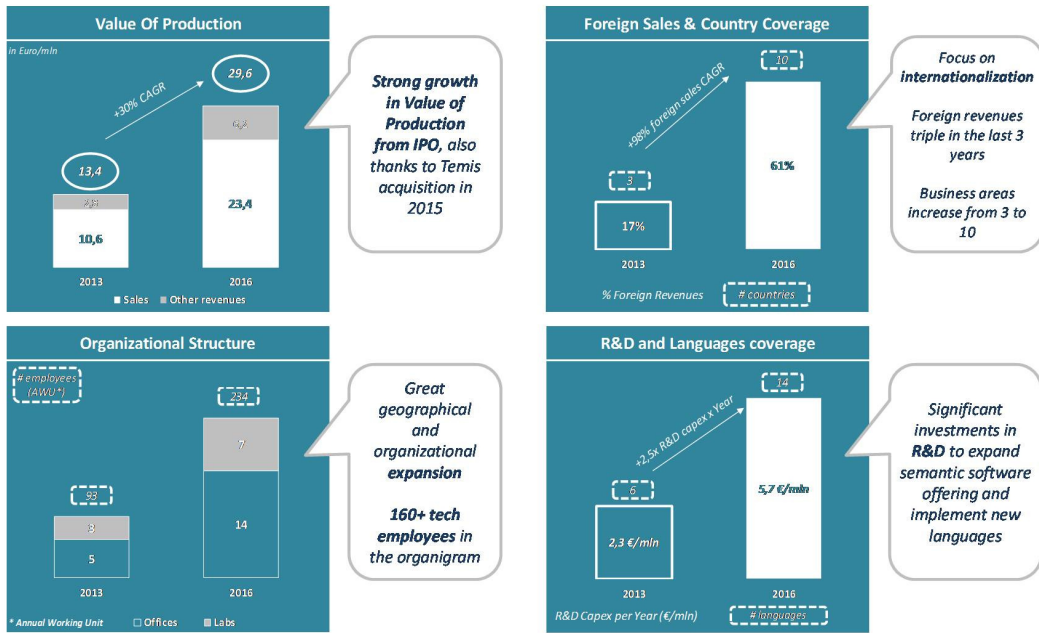 Value Of Production
in Euro/mln
29,6
+30% CAGR
13,4
2,8
10,6
6,2
23,4
2013
2016
Sales
Other revenues
Strong growth
in Value of
Production
from IPO, also
thanks to Temis
acquisition in
2015
Foreign Sales & Country Coverage
10
+98% foreign sales CAGR
3
61%
17%
2013
2016
% Foreign Revenues
# countries
Focus on
internationalization
Foreign revenues
triple in the last 3
years
Business areas
increase from 3 to
10
Organizational Structure
# employees
(AWU*)
234
7
93
3
14
5
2013
2016
* Annual Working Unit
Offices
Labs
Great
geographical
and
organizational
expansion
160+ tech
employees in
the organigram
R&D and Languages coverage
14
+2,5x R&D capex x Year
6
5,7 €/mln
2,3 €/mln
2013
2016
R&D Capex per Year (€/mln)
# languages
Significant
investments in
R&D to expand
semantic software
offering and
implement new
languages